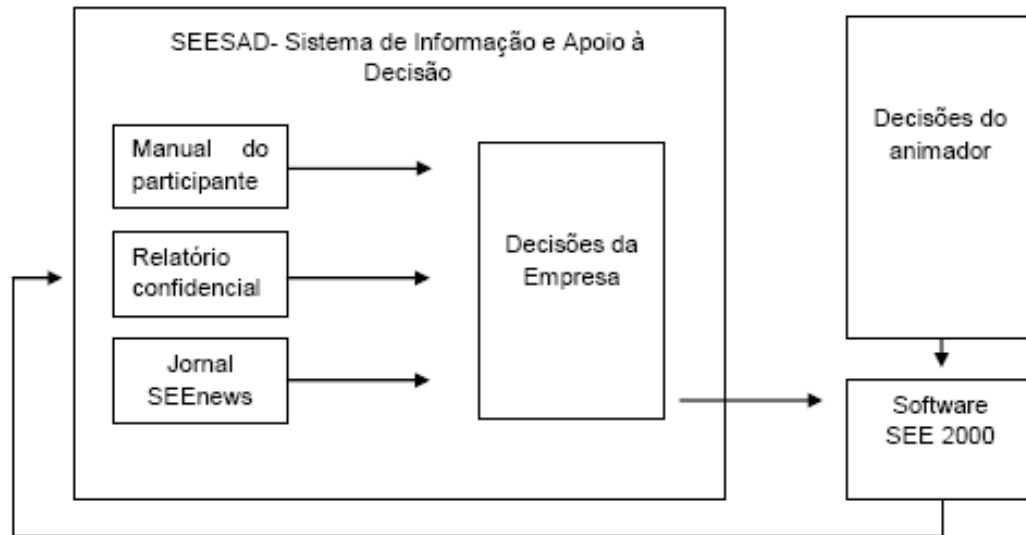 SEESAD- Sistema de Informação e Apoio à
Decisão
Manual do
participante
Relatório
confidencial
Jornal
SEEnews
Decisões da
Empresa
Decisões do
animador
Software
SEE 2000